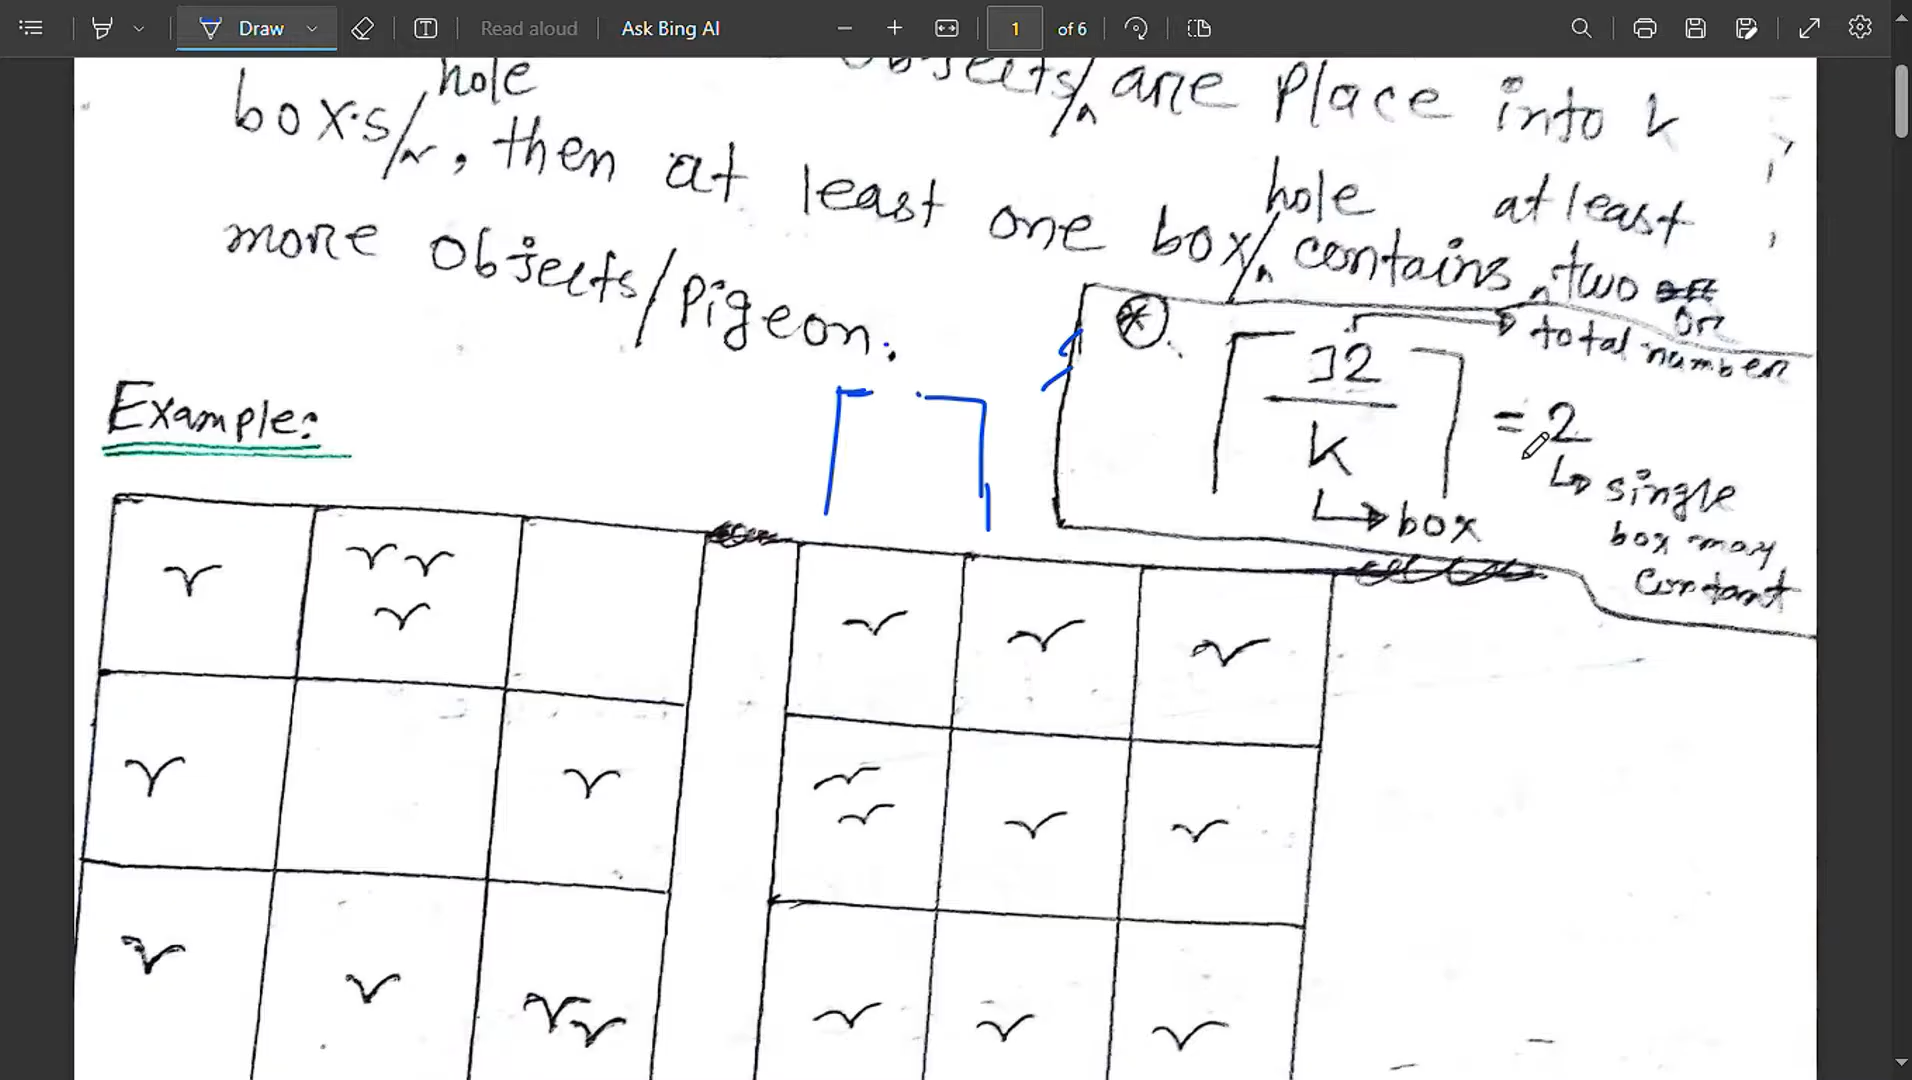 Draw
Read aloud
Ask Bing AI
1
of 6
hole
objects/ are place into k
box.s/, then at least one box/ contains two
hole
at least
or
more objects/pigeon.
total number
k
= 2
box
single
box may
contant
Example: